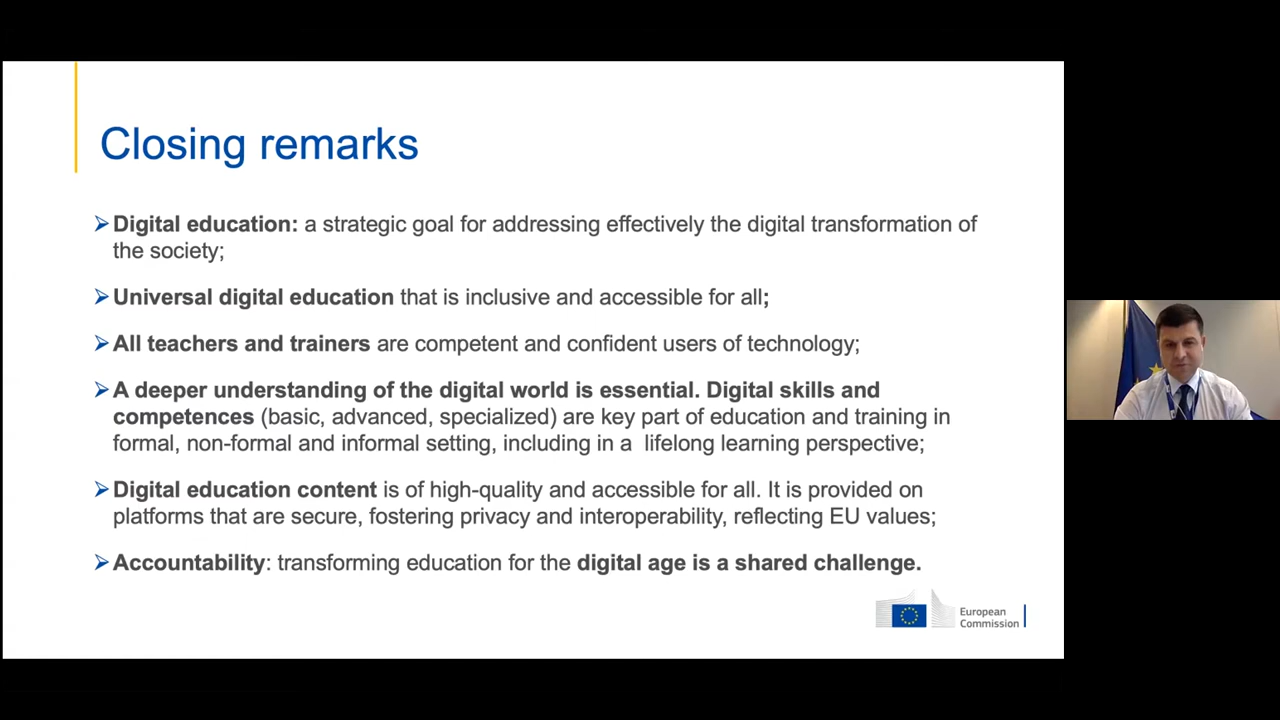 Closing remarks
Digital education: a strategic goal for addressing effectively the digital transformation of
the society;
Universal digital education that is inclusive and accessible for all;
All teachers and trainers are competent and confident users of technology;
A deeper understanding of the digital world is essential. Digital skills and
competences (basic, advanced, specialized) are key part of education and training in
formal, non-formal and informal setting, including in a lifelong learning perspective;
Digital education content is of high-quality and accessible for all. It is provided on
platforms that are secure, fostering privacy and interoperability, reflecting EU values;
Accountability: transforming education for the digital age is a shared challenge.
European
Commission